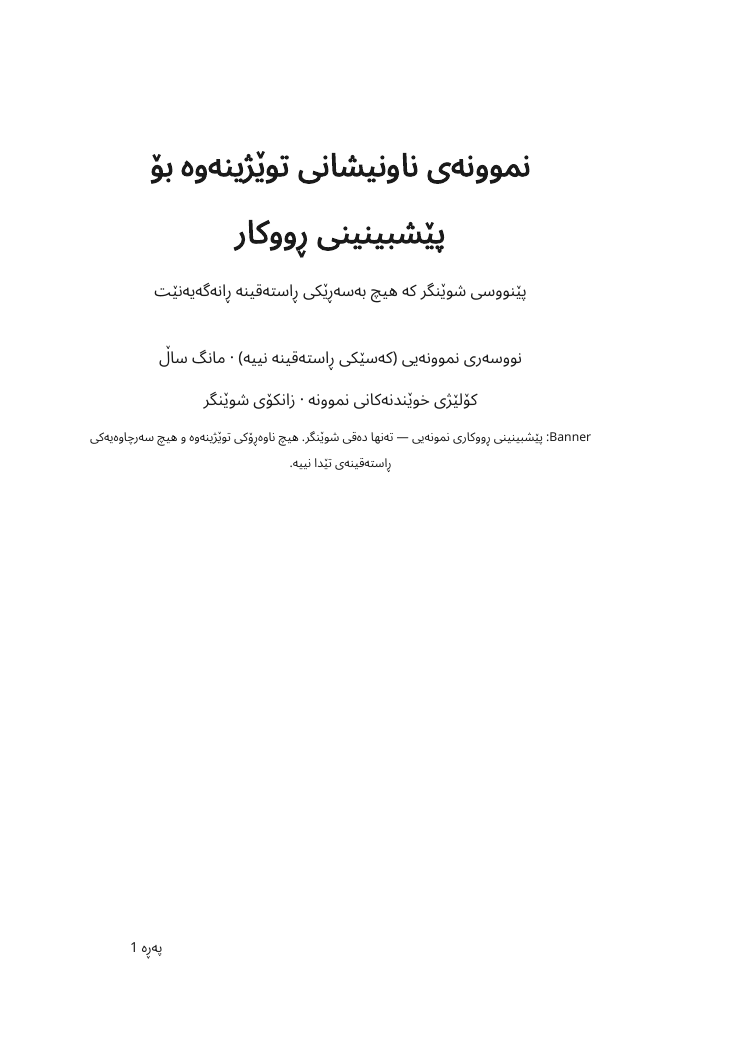 نموونەی ناونیشانی توێژینەوە بۆ
پێشبینینی ڕووکار
پێنووسی شوێنگر کە هیچ بەسەڕێکی ڕاستەقینە ڕانەگەیەنێت
نووسەری نموونەیی (کەسێکی ڕاستەقینە نییە) · مانگ ساڵ
کۆلێژی خوێندنەکانی نموونە · زانکۆی شوێنگر
Banner: پێشبینینی ڕووکاری نمونەیی — تەنها دەقی شوێنگر. هیچ ناوەڕۆکی توێژینەوە و هیچ سەرچاوەیەکی
ڕاستەقینەی تێدا نییە.
پەڕە 1